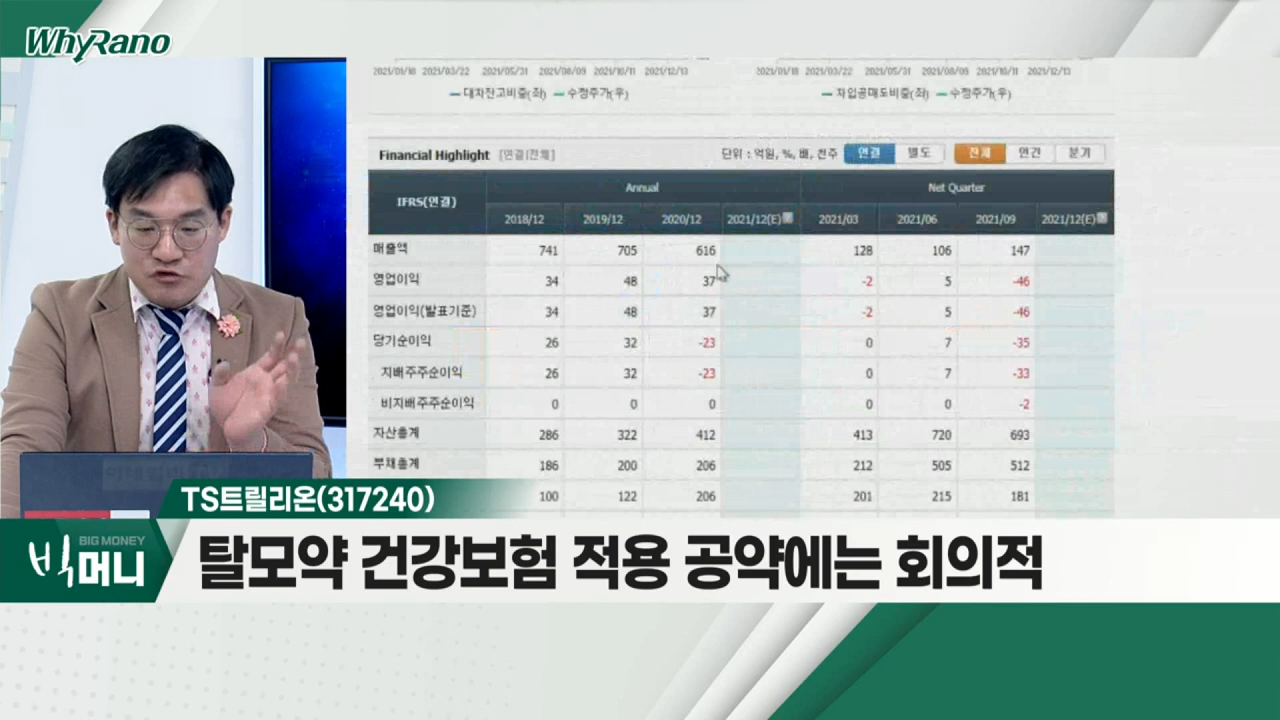 WhyRano
2021/01/18 2021/03/22 2021/05/31 2021/08/09 2021/10/11 2021/12/13
2021/01/18 2021/03/22 2021/05/31 2021/08/09 2021/10/11 2021/12/13
대차잔고비중(좌) 수정주가(우)
차입공매도비중(좌) 수정주가(우)
Financial Highlight [연결|전체] 단위 : 억원, %, 배, 천주 연결 별도 전체 연간 분기
IFRS(연결) Annual Net Quarter
2018/12 2019/12 2020/12 2021/12(E) 2021/03 2021/06 2021/09 2021/12(E)
매출액 741 705 616 128 106 147
영업이익 34 48 37 -2 5 -46
영업이익(발표기준) 34 48 37 -2 5 -46
당기순이익 26 32 -23 0 7 -35
지배주주순이익 26 32 -23 0 7 -33
비지배주주순이익 0 0 0 0 0 -2
자산총계 286 322 412 413 720 693
부채총계 186 200 206 212 505 512
100 122 206 201 215 181
TS트릴리온(317240)
BIG MONEY
빅머니
탈모약 건강보험 적용 공약에는 회의적